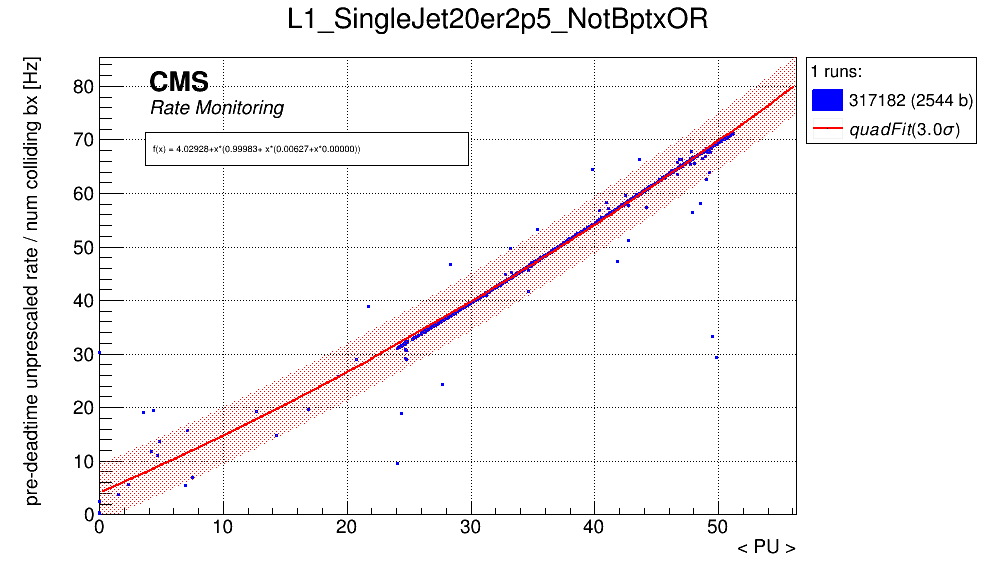 L1_SingleJet20er2p5_NotBptxOR
pre-deadtime unprescaled rate / num colliding bx [Hz]
CMS
Rate Monitoring
f(x) = 4.02928+x*(0.99983+ x*(0.00627+x*0.00000))
1 runs:
317182 (2544 b)
quadFit(3.0σ)
80
70
60
50
40
30
20
10
0
0 10 20 30 40 50
< PU >